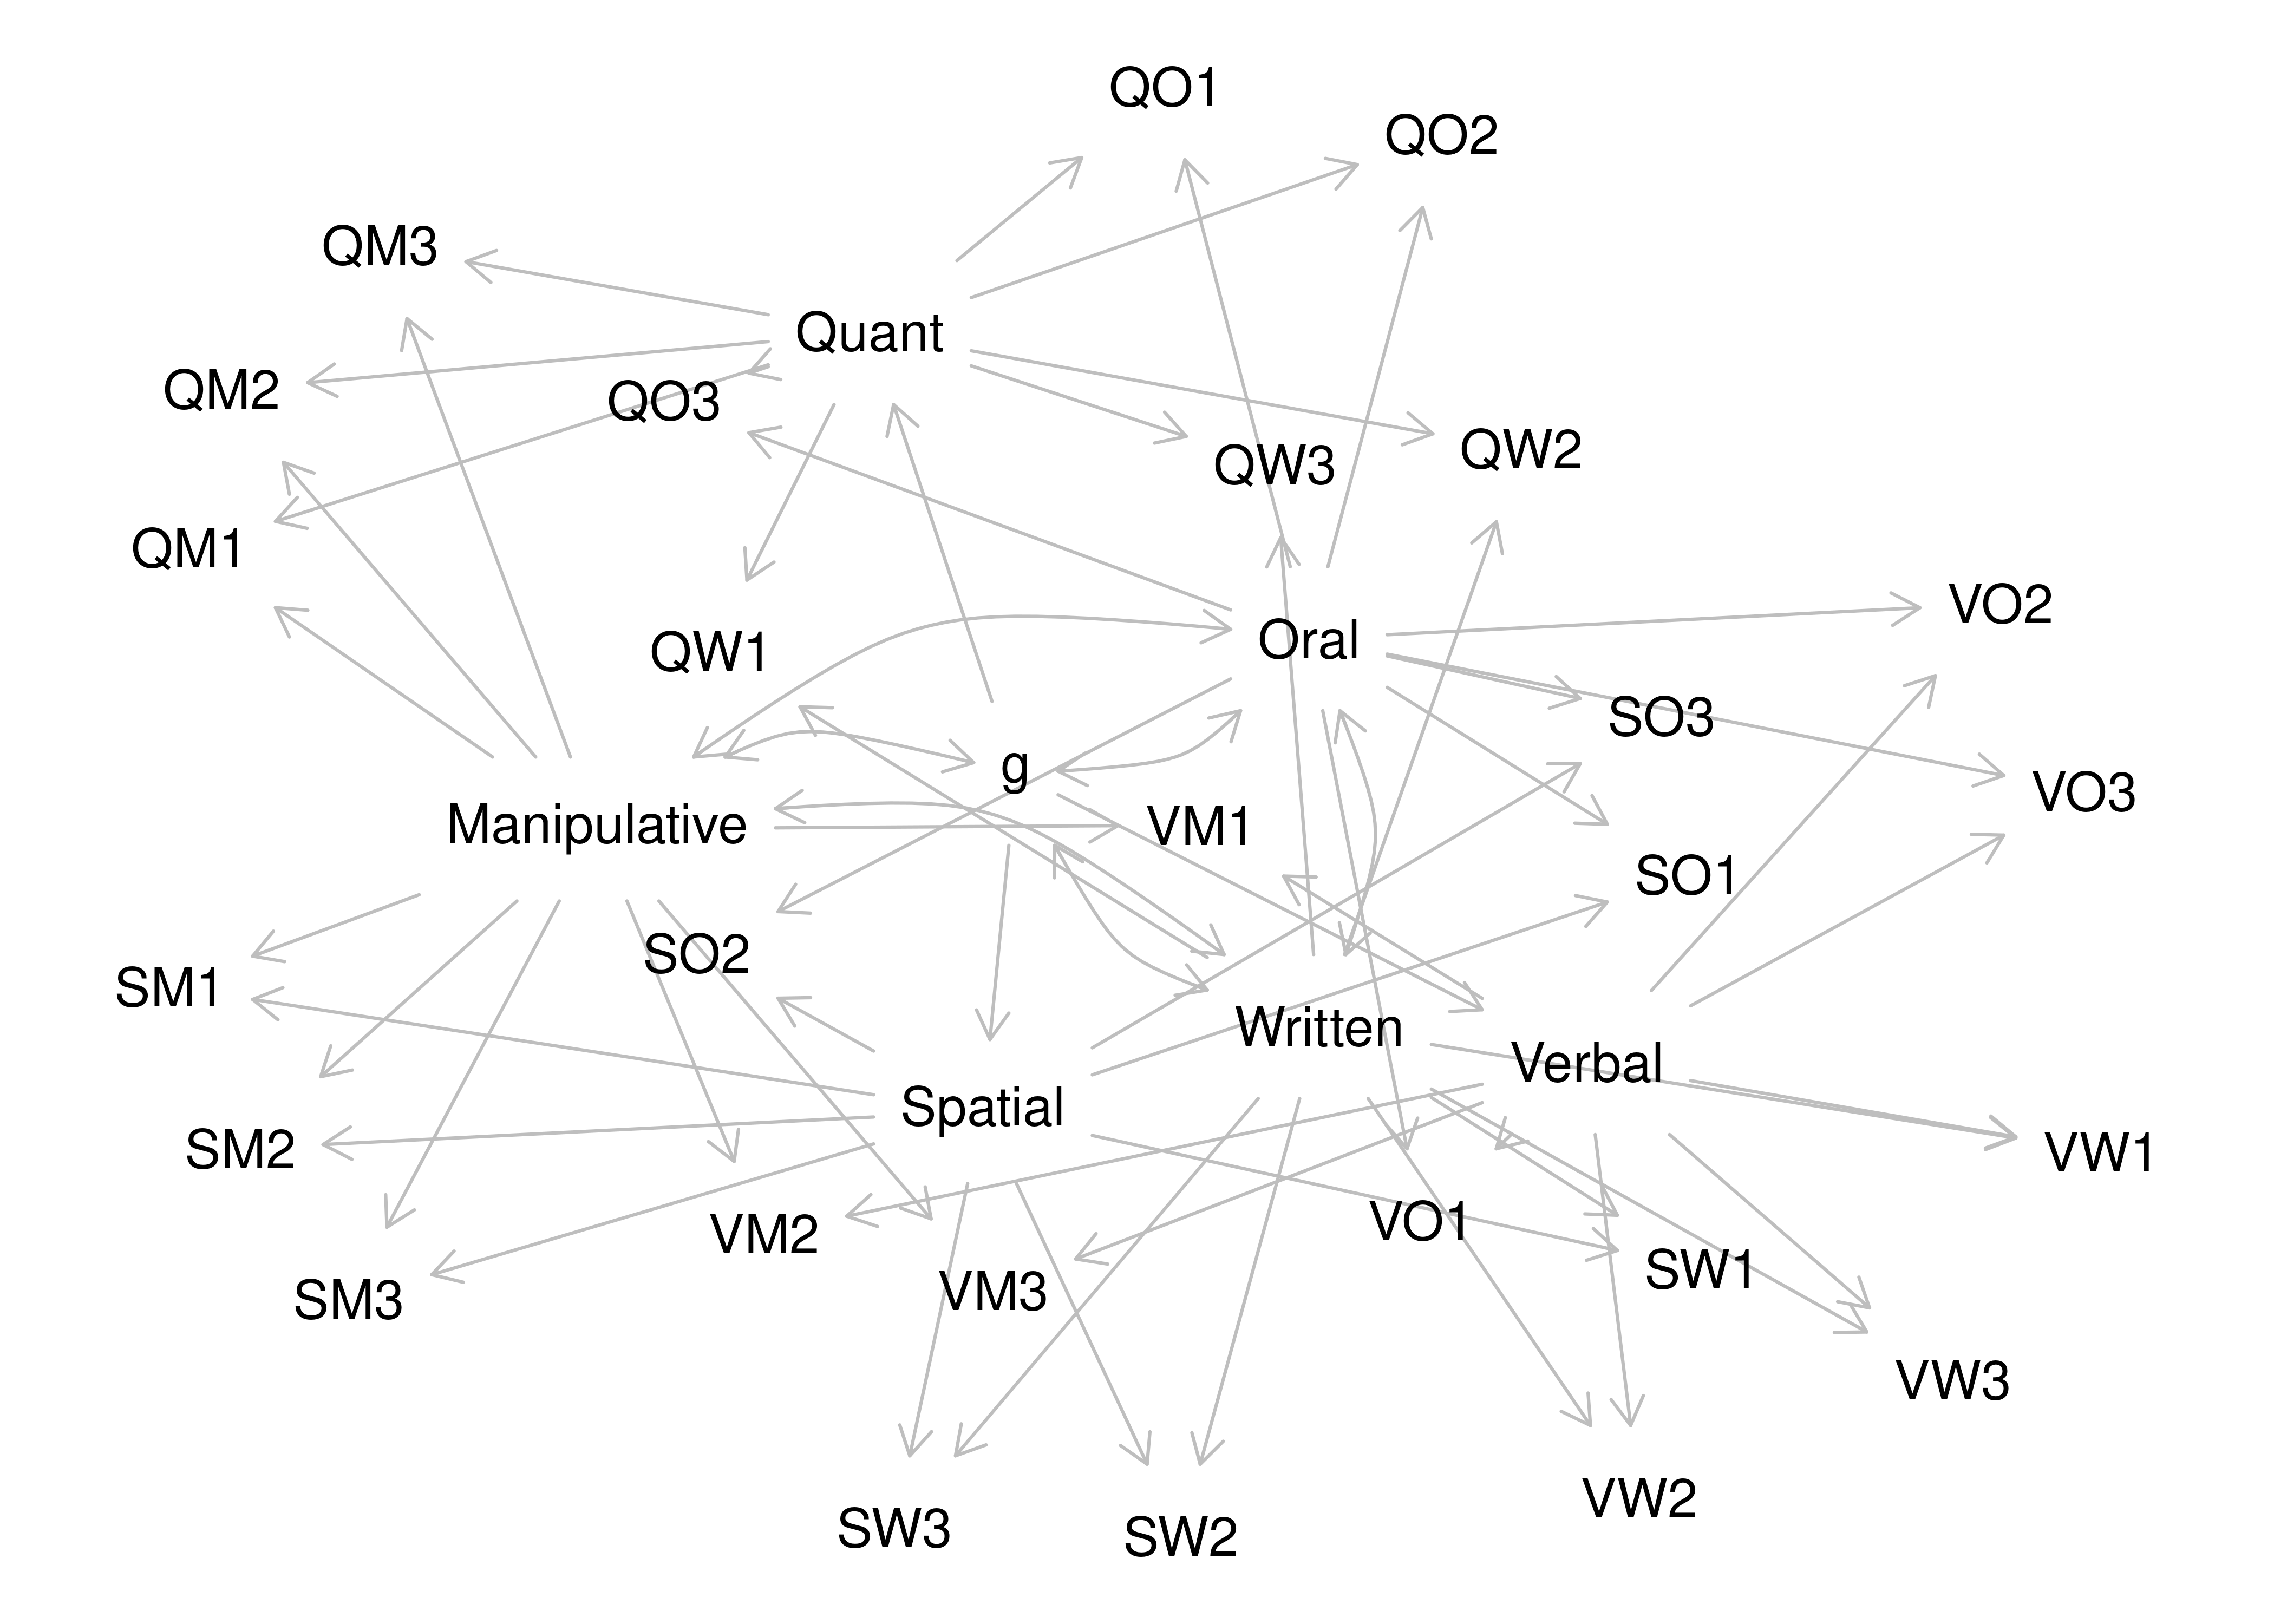 QO1
QO2
QM3
Quant
QM2
QO3
QW3
QW2
QM1
VO2
Oral
QW1
SO3
g
VO3
Manipulative
VM1
SO1
SO2
SM1
Written
Verbal
Spatial
SM2
VW1
VO1
VM2
SW1
VM3
SM3
VW3
VW2
SW3
SW2